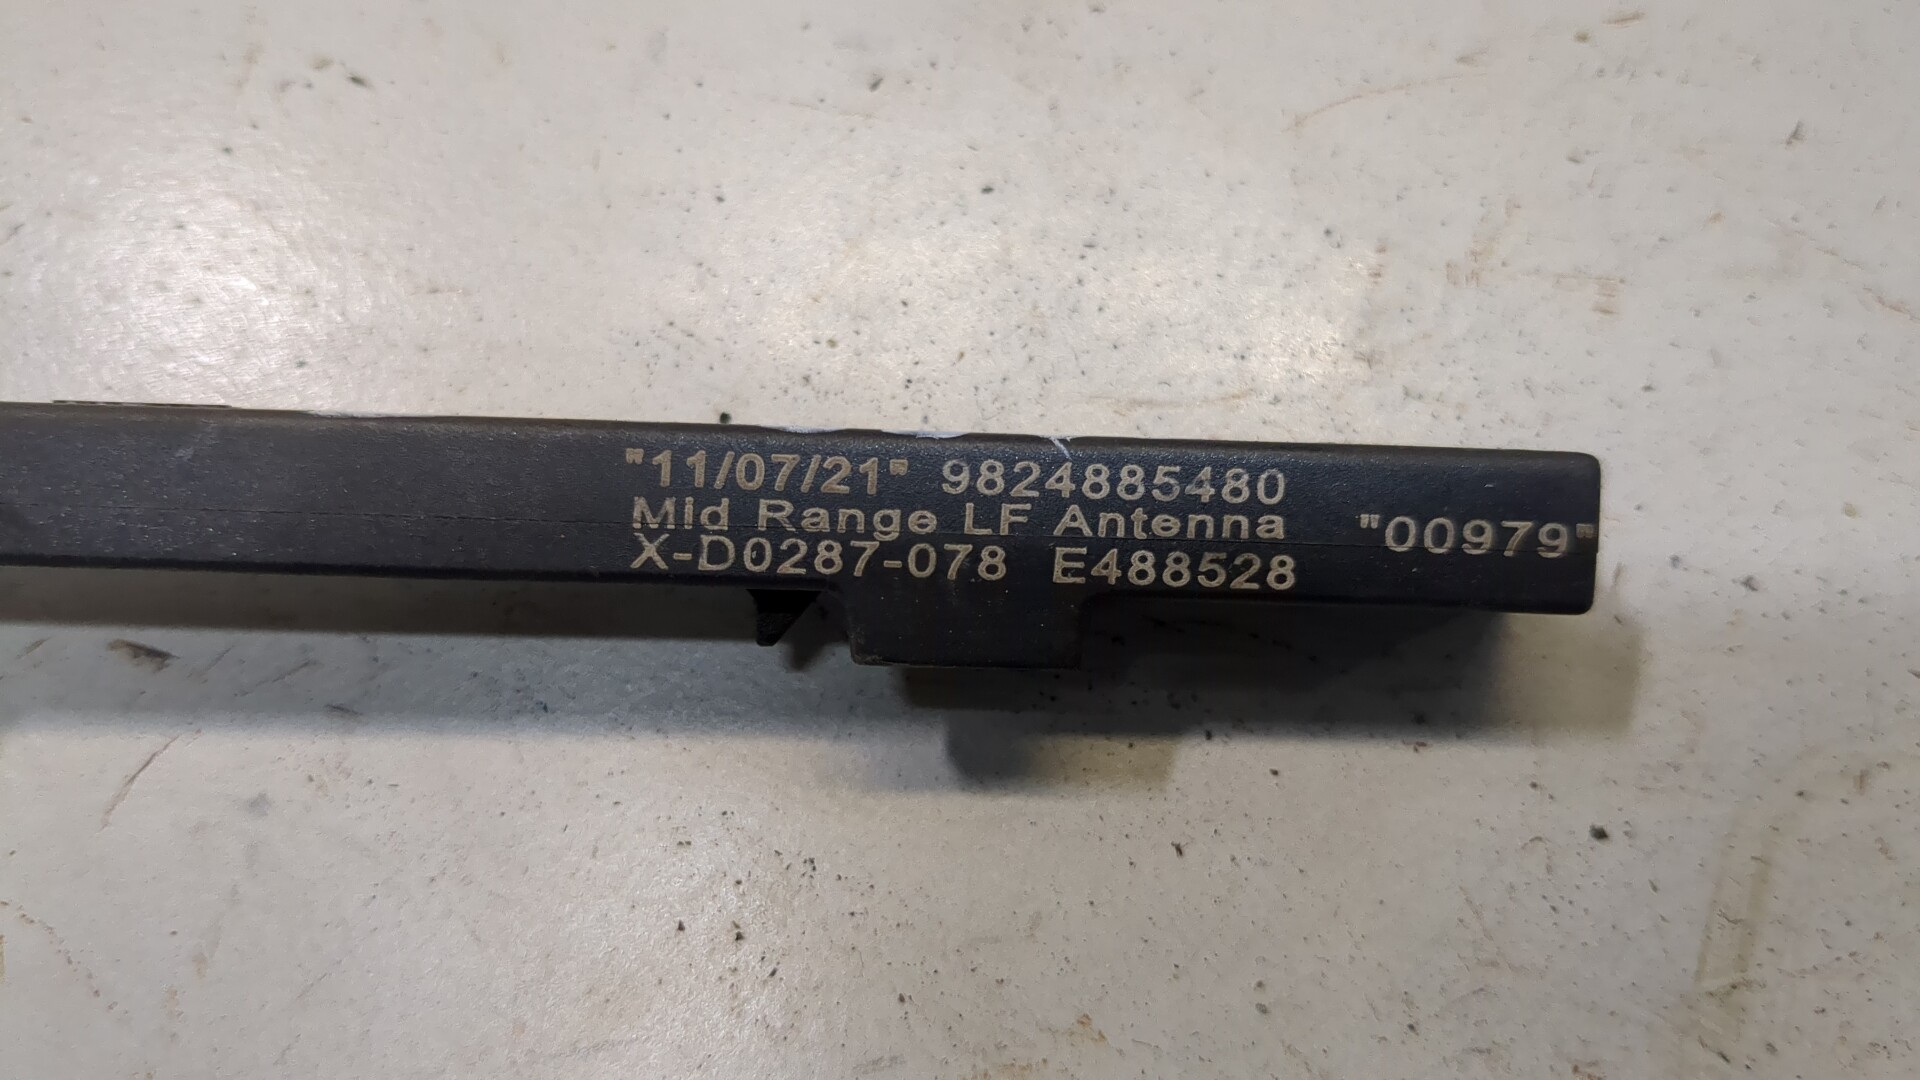 "11/07/21" 9824885480
Mid Range LF Antenna
X-D0287-078 E488528
"00979"